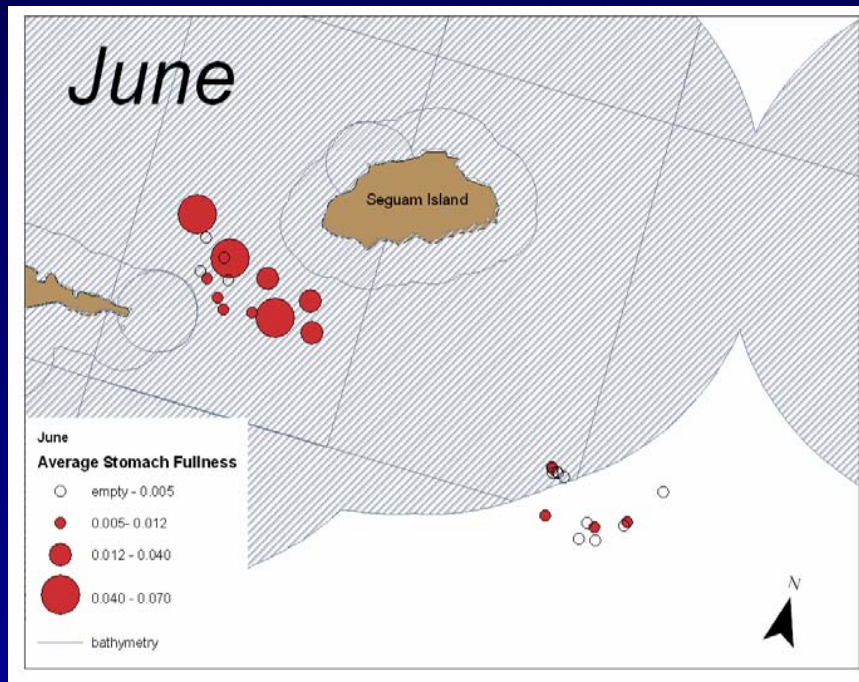 June
Seguam Island
June
Average Stomach Fullness
empty - 0.005
0.005- 0.012
0.012 - 0.040
0.040 - 0.070
bathymetry
N